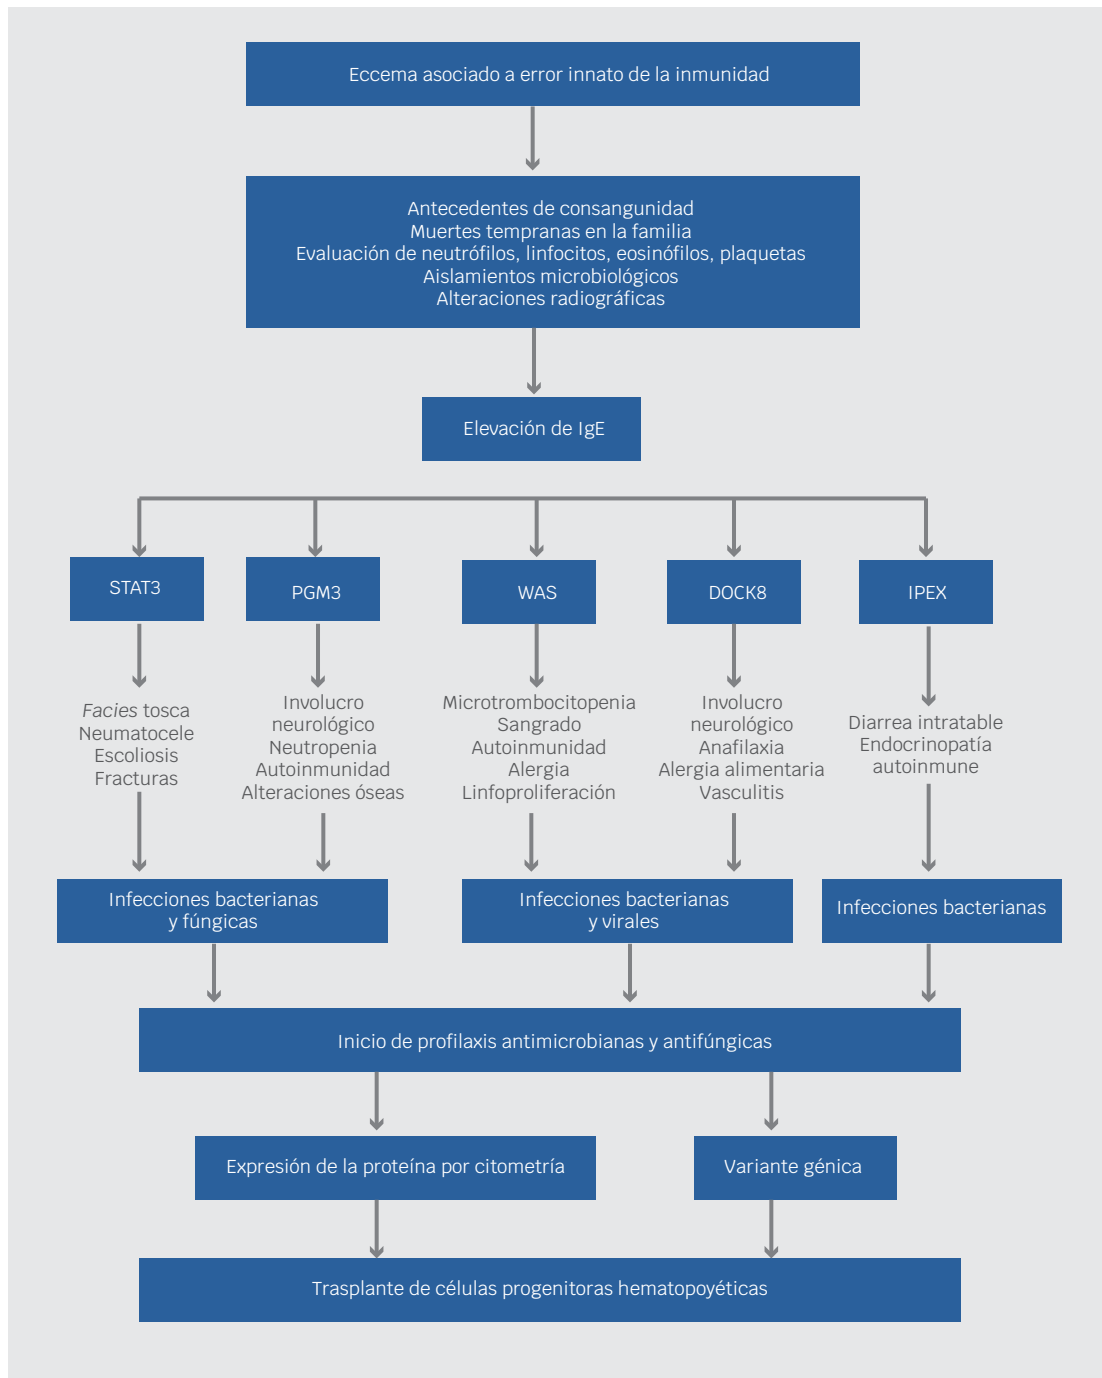 Eccema asociado a error innato de la inmunidad
Antecedentes de consangunidad
Muertes tempranas en la familia
Evaluación de neutrófilos, linfocitos, eosinófilos, plaquetas
Aislamientos microbiológicos
Alteraciones radiográficas
Elevación de IgE
STAT3
PGM3
WAS
DOCK8
IPEX
Facies tosca
Neumatocele
Escoliosis
Fracturas
Involucro
neurológico
Neutropenia
Autoinmunidad
Alteraciones óseas
Microtrombocitopenia
Sangrado
Autoinmunidad
Alergia
Linfoproliferación
Involucro
neurológico
Anafilaxia
Alergia alimentaria
Vasculitis
Diarrea intratable
Endocrinopatía
autoinmune
Infecciones bacterianas
y fúngicas
Infecciones bacterianas
y virales
Infecciones bacterianas
Inicio de profilaxis antimicrobianas y antifúngicas
Expresión de la proteína por citometría
Variante génica
Trasplante de células progenitoras hematopoyéticas